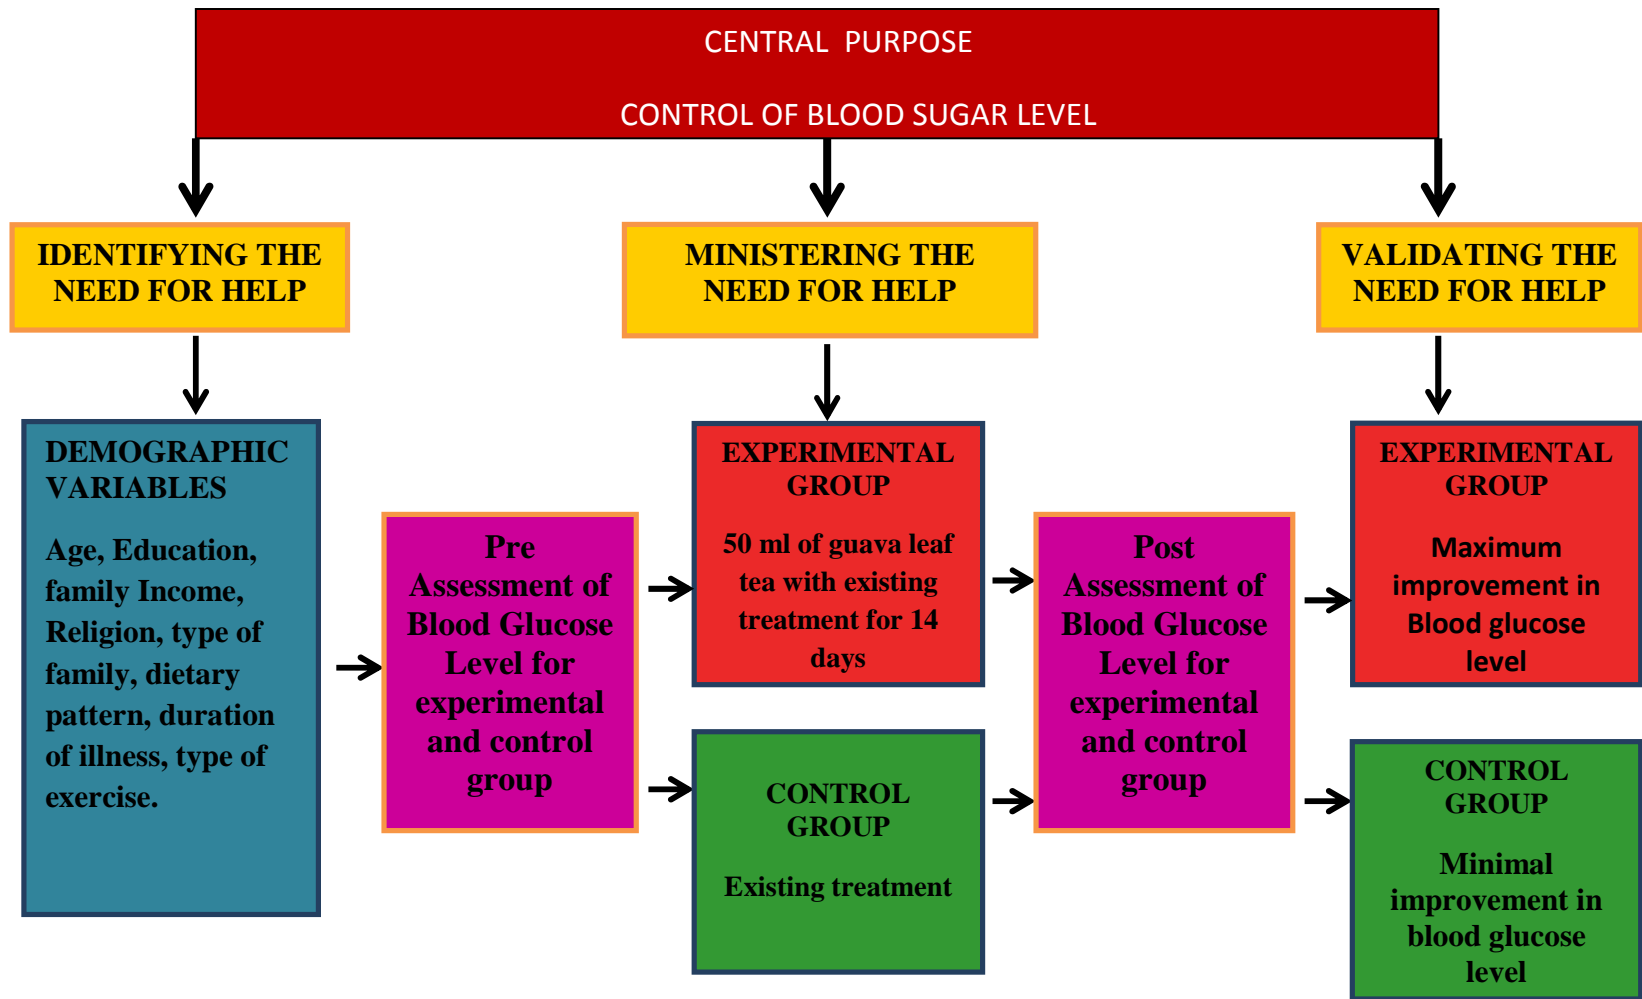 CENTRAL PURPOSE
CONTROL OF BLOOD SUGAR LEVEL
IDENTIFYING THE
NEED FOR HELP
MINISTERING THE
NEED FOR HELP
VALIDATING THE
NEED FOR HELP
DEMOGRAPHIC
VARIABLES
Age, Education,
family Income,
Religion, type of
family, dietary
pattern, duration
of illness, type of
exercise.
Pre
Assessment of
Blood Glucose
Level for
experimental
and control
group
EXPERIMENTAL
GROUP
50 ml of guava leaf
tea with existing
treatment for 14
days
CONTROL
GROUP
Existing treatment
Post
Assessment of
Blood Glucose
Level for
experimental
and control
group
EXPERIMENTAL
GROUP
Maximum
improvement in
Blood glucose
level
CONTROL
GROUP
Minimal
improvement in
blood glucose
level